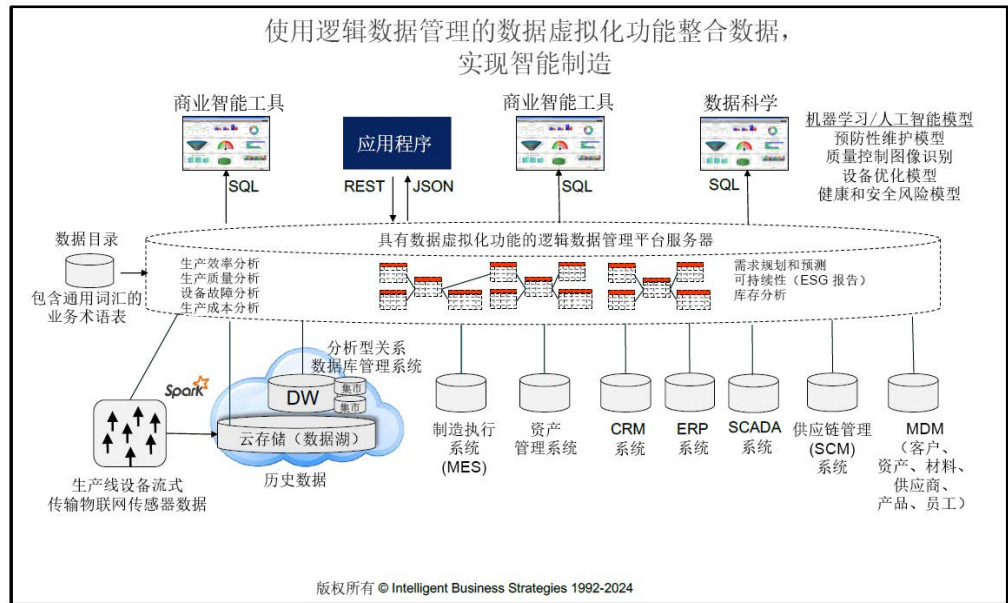 使用逻辑数据管理的数据虚拟化功能整合数据，
实现智能制造
商业智能工具
商业智能工具
数据科学
机器学习/人工智能模型
预防性维护模型
质量控制图像识别
设备优化模型
健康和安全风险模型
应用程序
SQL
REST
JSON
SQL
SQL
数据目录
包含通用词汇的
业务术语表
具有数据虚拟化功能的逻辑数据管理平台服务器
生产效率分析
生产质量分析
设备故障分析
生产成本分析
需求规划和预测
可持续性（ESG 报告）
库存分析
Spark
分析型关系
数据库管理系统
DW
集市
集市
云存储（数据湖）
历史数据
生产线设备流式
传输物联网传感器数据
制造执行
系统
(MES)
资产
管理系统
CRM
系统
ERP
系统
SCADA
系统
供应链管理
(SCM)
系统
MDM
（客户、
资产、材料、
供应商、
产品、员工）
版权所有 © Intelligent Business Strategies 1992-2024